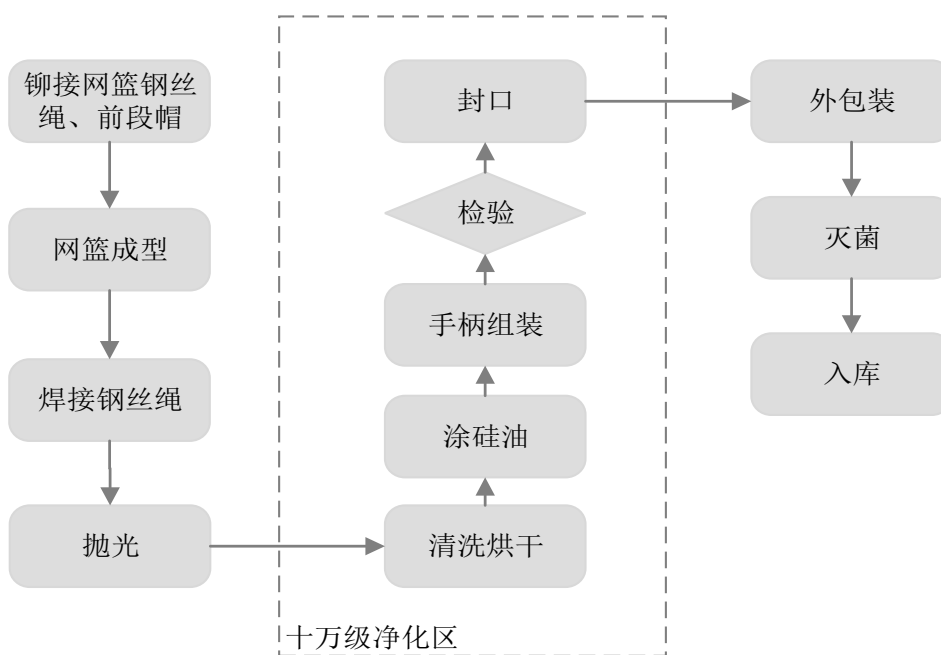 铆接网篮钢丝
绳、前段帽
网篮成型
焊接钢丝绳
抛光
封口
检验
手柄组装
涂硅油
清洗烘干
十万级净化区
外包装
灭菌
入库